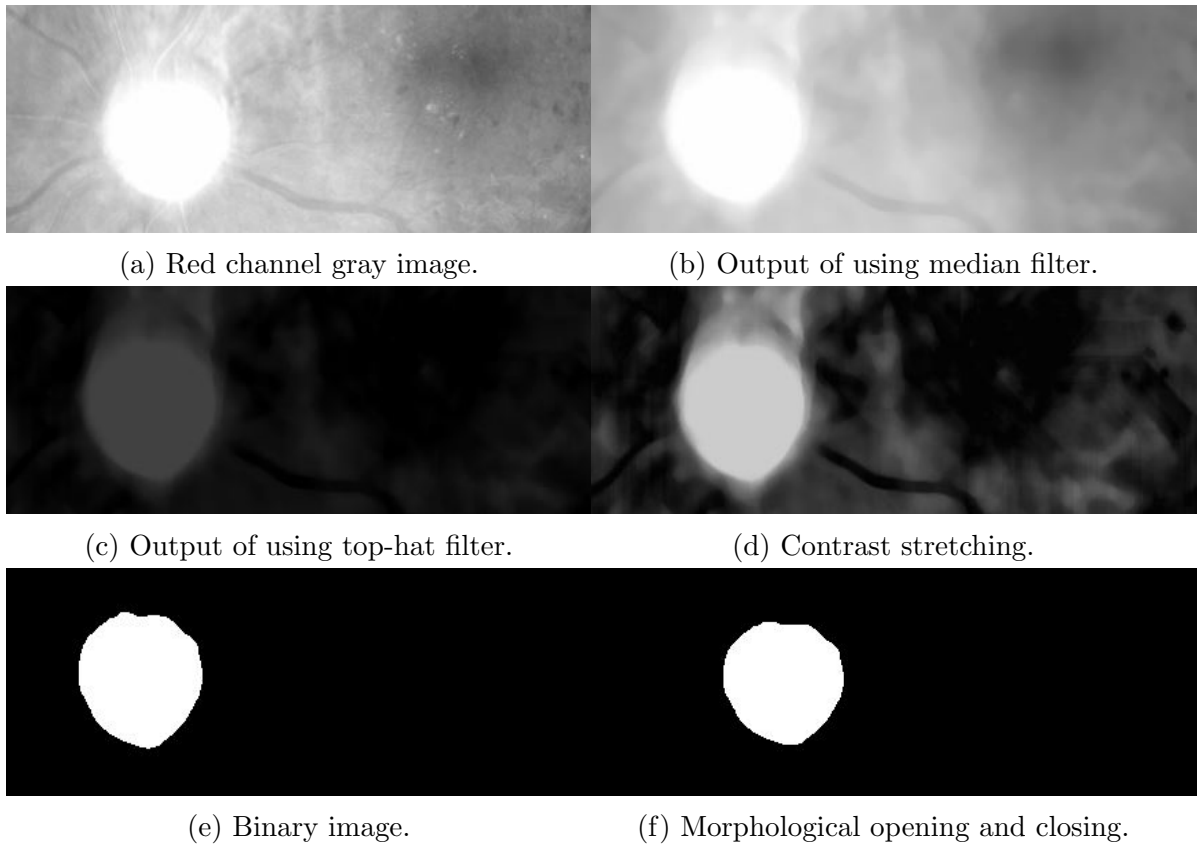 (a) Red channel gray image.
(b) Output of using median filter.
(c) Output of using top-hat filter.
(d) Contrast stretching.
(e) Binary image.
(f) Morphological opening and closing.